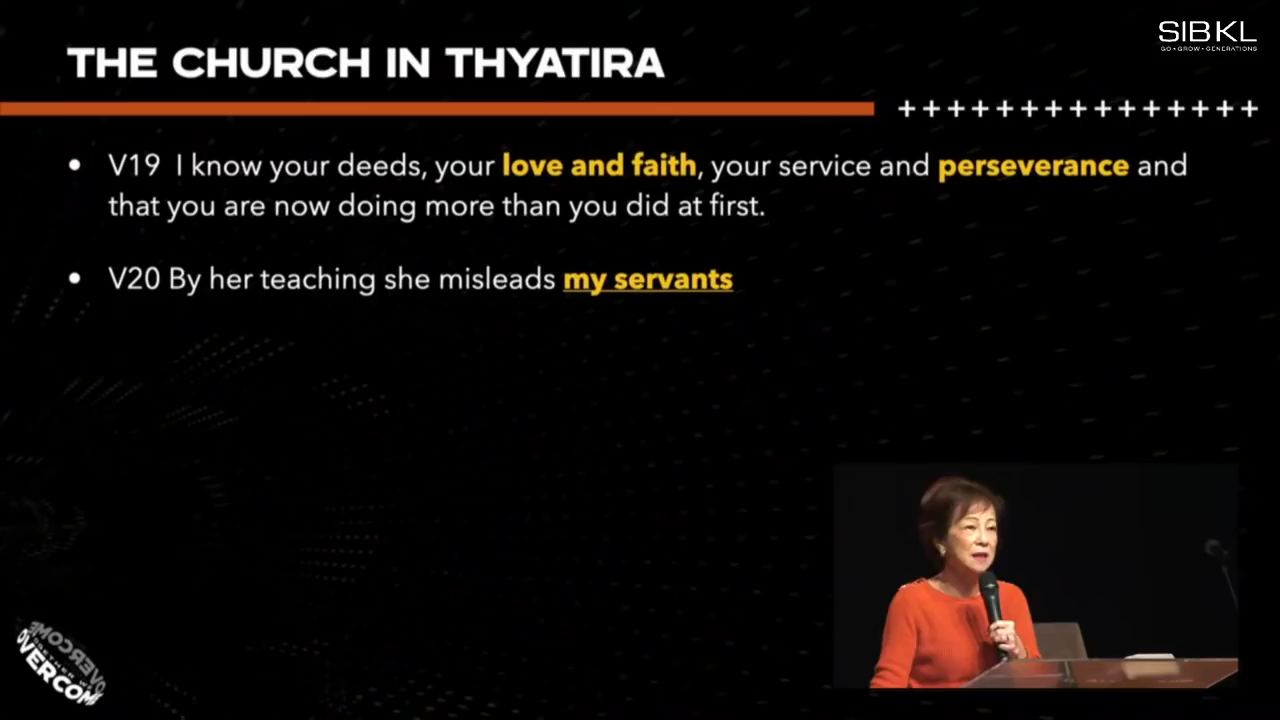 SIBKL
GO • GROW • GENERATIONS
THE CHURCH IN THYATIRA
• V19 I know your deeds, your love and faith, your service and perseverance and
that you are now doing more than you did at first.
• V20 By her teaching she misleads my servants
OVERCOME
OVERCOME